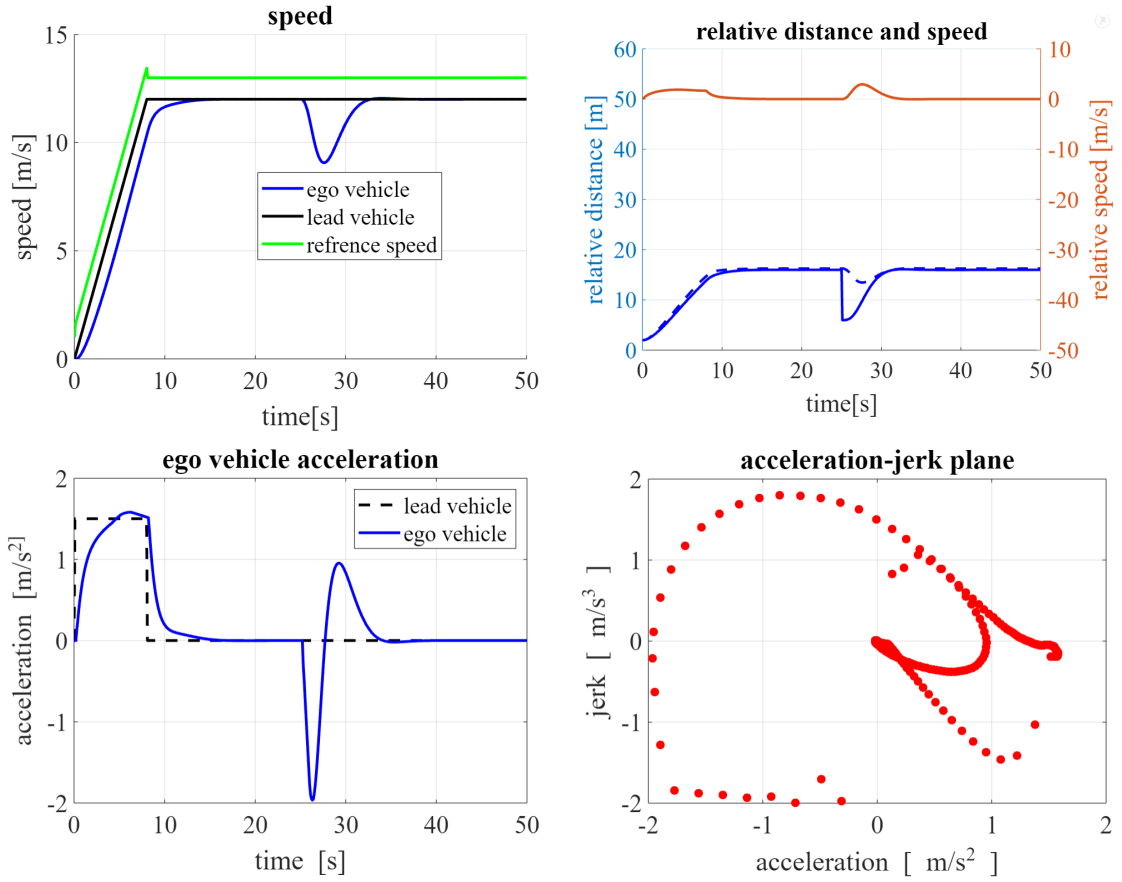 speed
15
10
5
0
0
10
20
30
40
50
speed [m/s]
time[s]
ego vehicle
lead vehicle
refrence speed
relative distance and speed
60
50
40
30
20
10
0
relative distance [m]
10
0
-10
-20
-30
-40
-50
relative speed [m/s]
0
10
20
30
40
50
time[s]
ego vehicle acceleration
2
1
0
-1
-2
acceleration [m/s²]
0
10
20
30
40
50
time [s]
lead vehicle
ego vehicle
acceleration-jerk plane
2
1
0
-1
-2
jerk [ m/s³ ]
-2
-1
0
1
2
acceleration [ m/s² ]